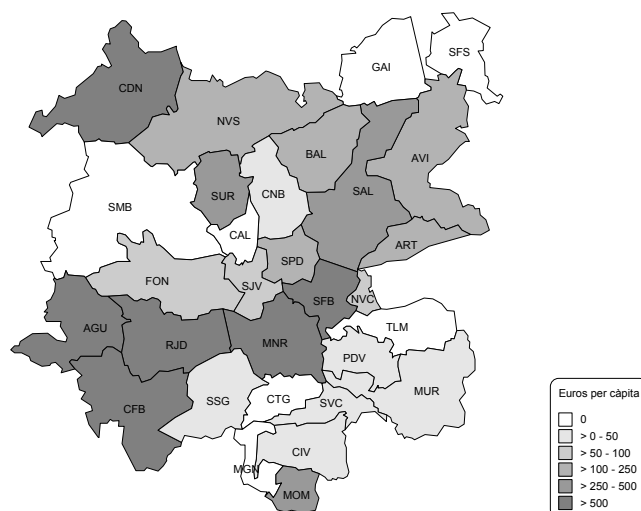 SFS
GAI
CDN
NVS
BAL
AVI
SUR
CNB
SAL
SMB
CAL
ART
SPD
FON
SJV
SFB
NVC
AGU
TLM
RJD
MNR
PDV
MUR
CFB
SSG
CTG
SVC
CIV
MGN
MOM
Euros per càpita
0
> 0 - 50
> 50 - 100
> 100 - 250
> 250 - 500
> 500